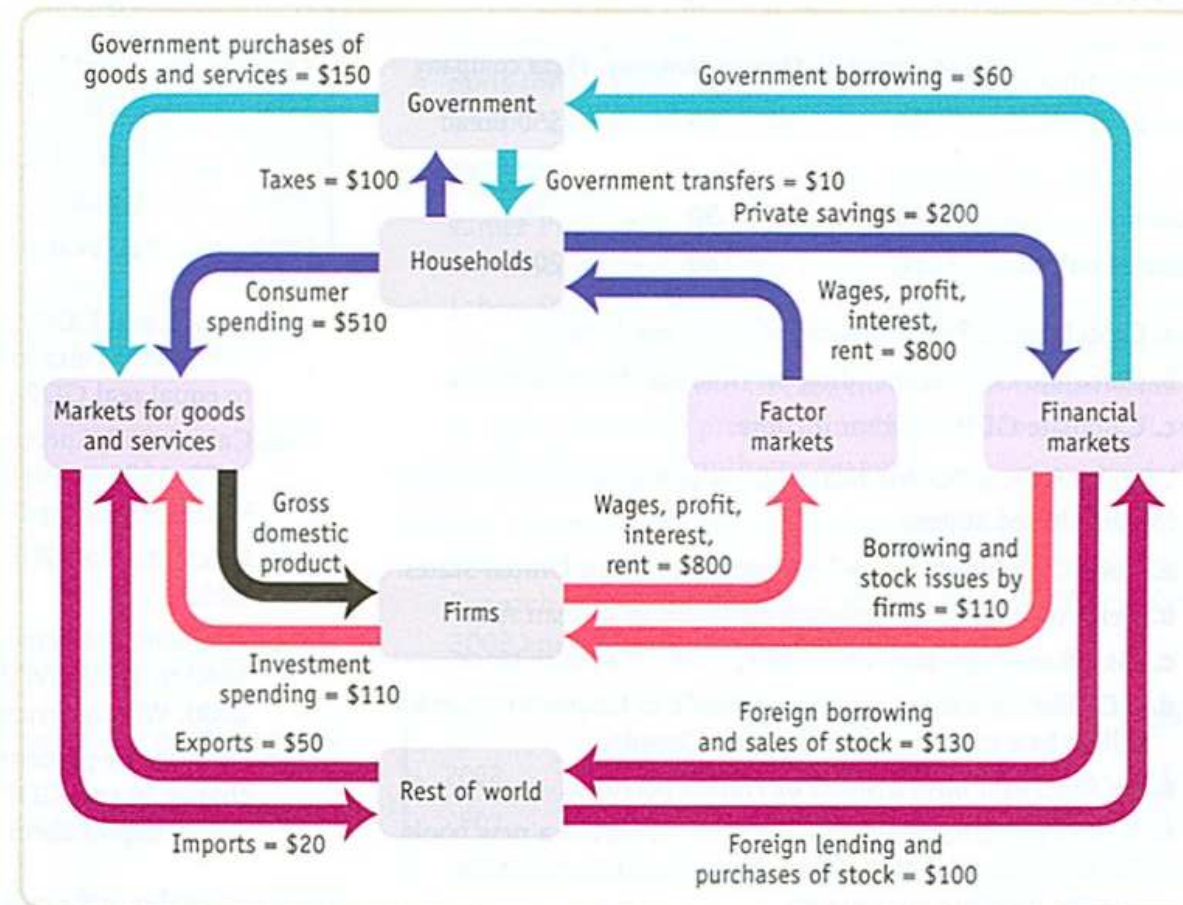 Government purchases of
goods and services = $150
Government
Government borrowing = $60
Taxes = $100
Government transfers = $10
Private savings = $200
Households
Consumer
spending = $510
Wages, profit,
interest,
rent = $800
Markets for goods
and services
Factor
markets
Financial
markets
Gross
domestic
product
Wages, profit,
interest,
rent = $800
Borrowing and
stock issues by
firms = $110
Firms
Investment
spending = $110
Exports = $50
Foreign borrowing
and sales of stock = $130
Rest of world
Imports = $20
Foreign lending and
purchases of stock = $100